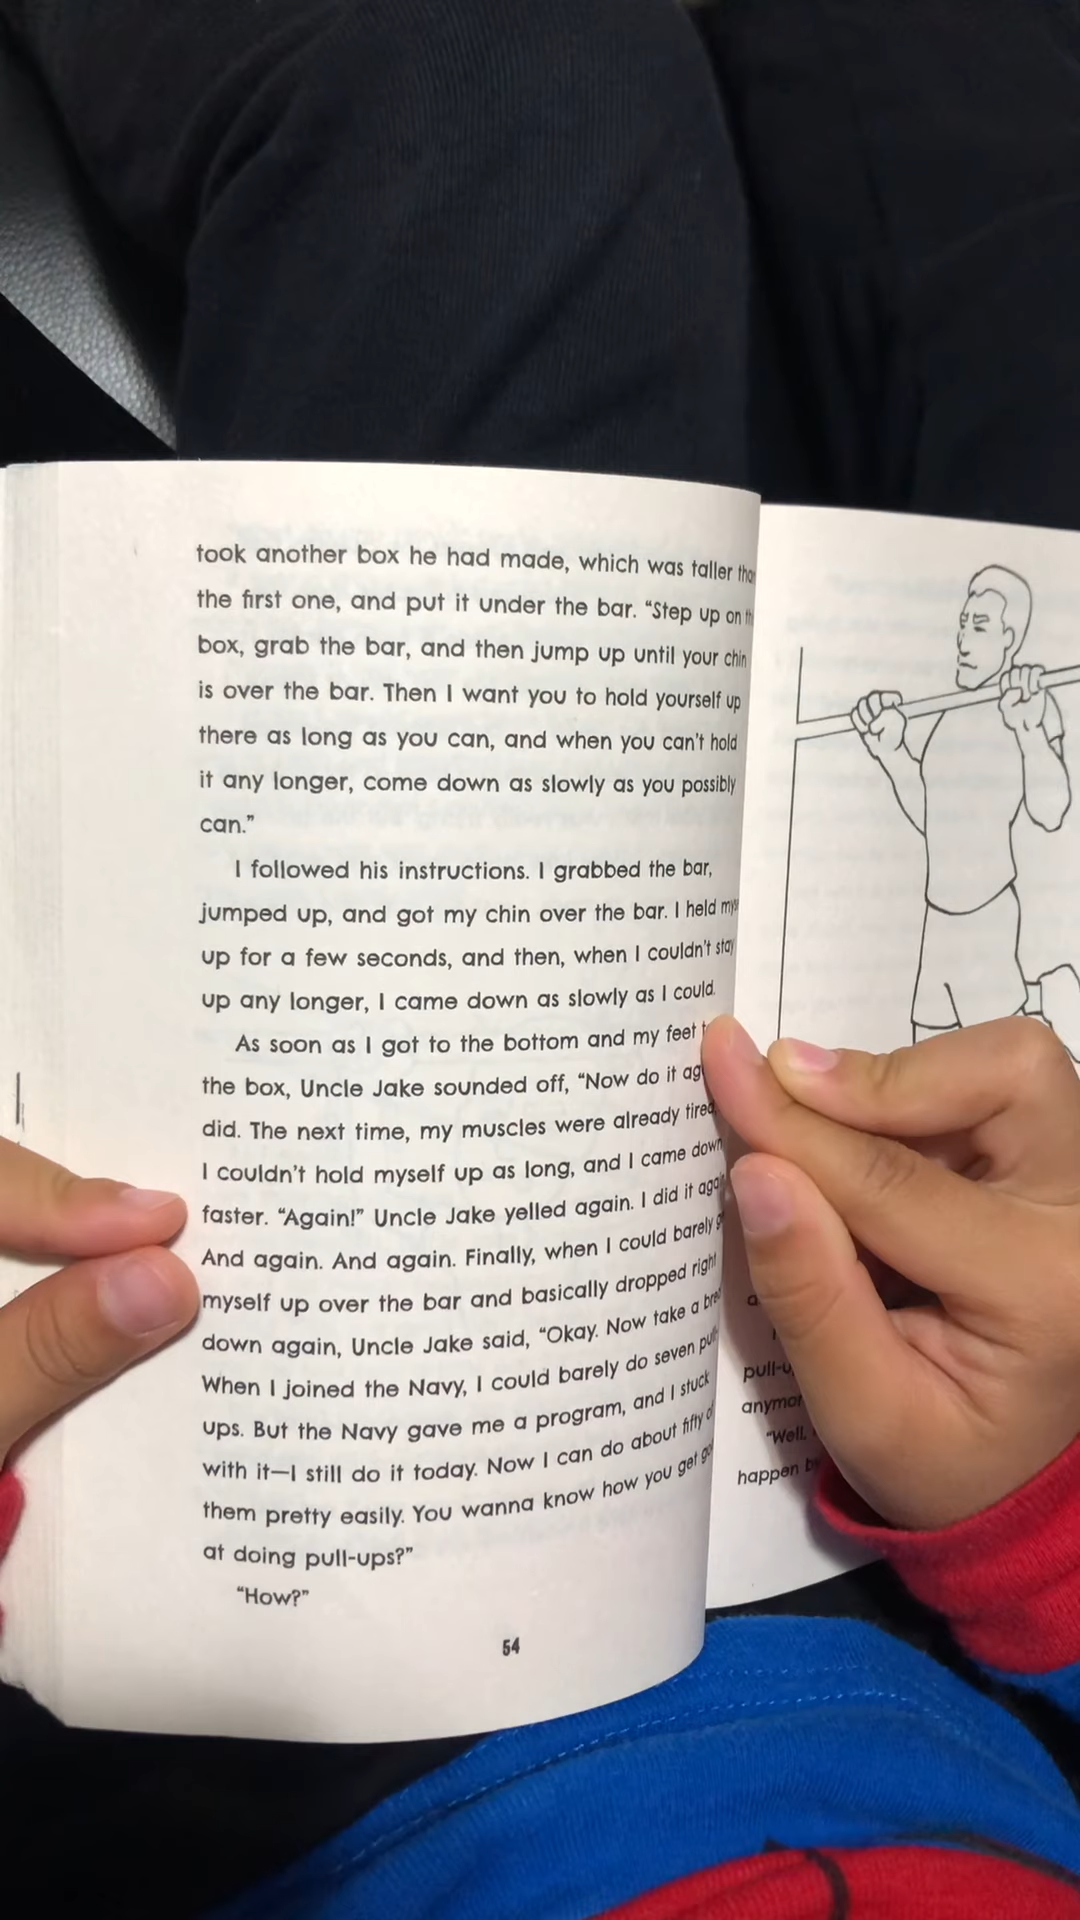 took another box he had made, which was taller
the first one, and put it under the bar. “Step up on
box, grab the bar, and then jump up until your chin
is over the bar. Then I want you to hold yourself up
there as long as you can, and when you can’t hold
it any longer, come down as slowly as you possibly
can.”
I followed his instructions. I grabbed the bar,
jumped up, and got my chin over the bar. I held
up for a few seconds, and then, when I couldn’t stay
up any longer, I came down as slowly as I could.
As soon as I got to the bottom and my feet
the box, Uncle Jake sounded off, “Now do it
did. The next time, my muscles were already tired,
I couldn’t hold myself up as long, and I came down
faster. “Again!” Uncle Jake yelled again. I did it
And again. And again. Finally, when I could barely
myself up over the bar and basically dropped right
down again, Uncle Jake said, “Okay. Now take a
When I joined the Navy, I could barely do seven
ups. But the Navy gave me a program, and I stuck
with it—I still do it today. Now I can do about fifty
them pretty easily. You wanna know how you get
at doing pull-ups?”
“How?”
54
“Well,
happen